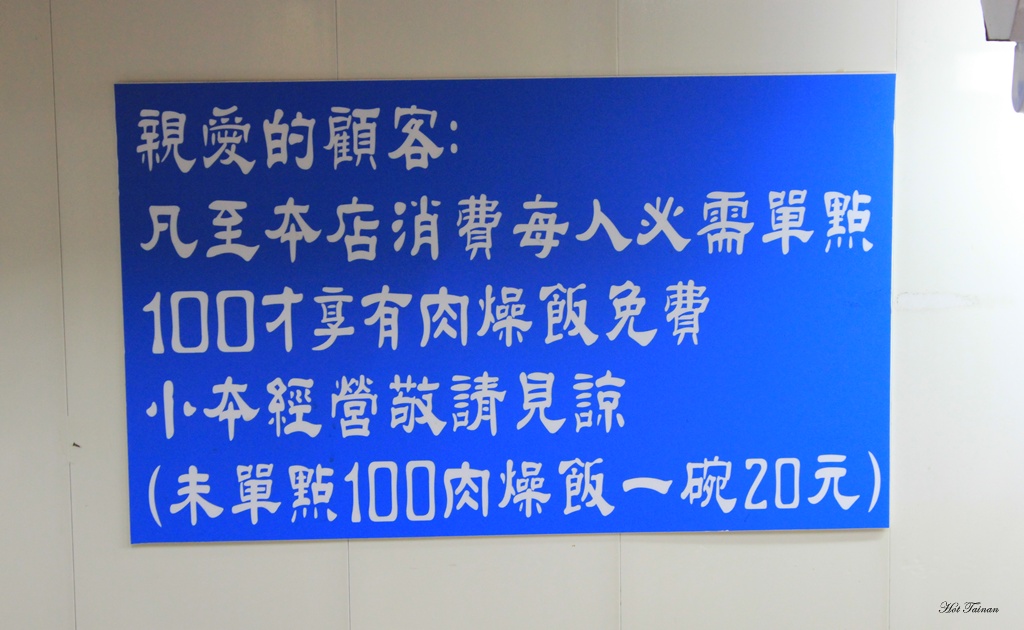 親愛的顧客:
凡至本店消費每人必需單點
100才享有肉燥飯免費
小本經營敬請見諒
(未單點100肉燥飯一碗20元)
Hot Tainan